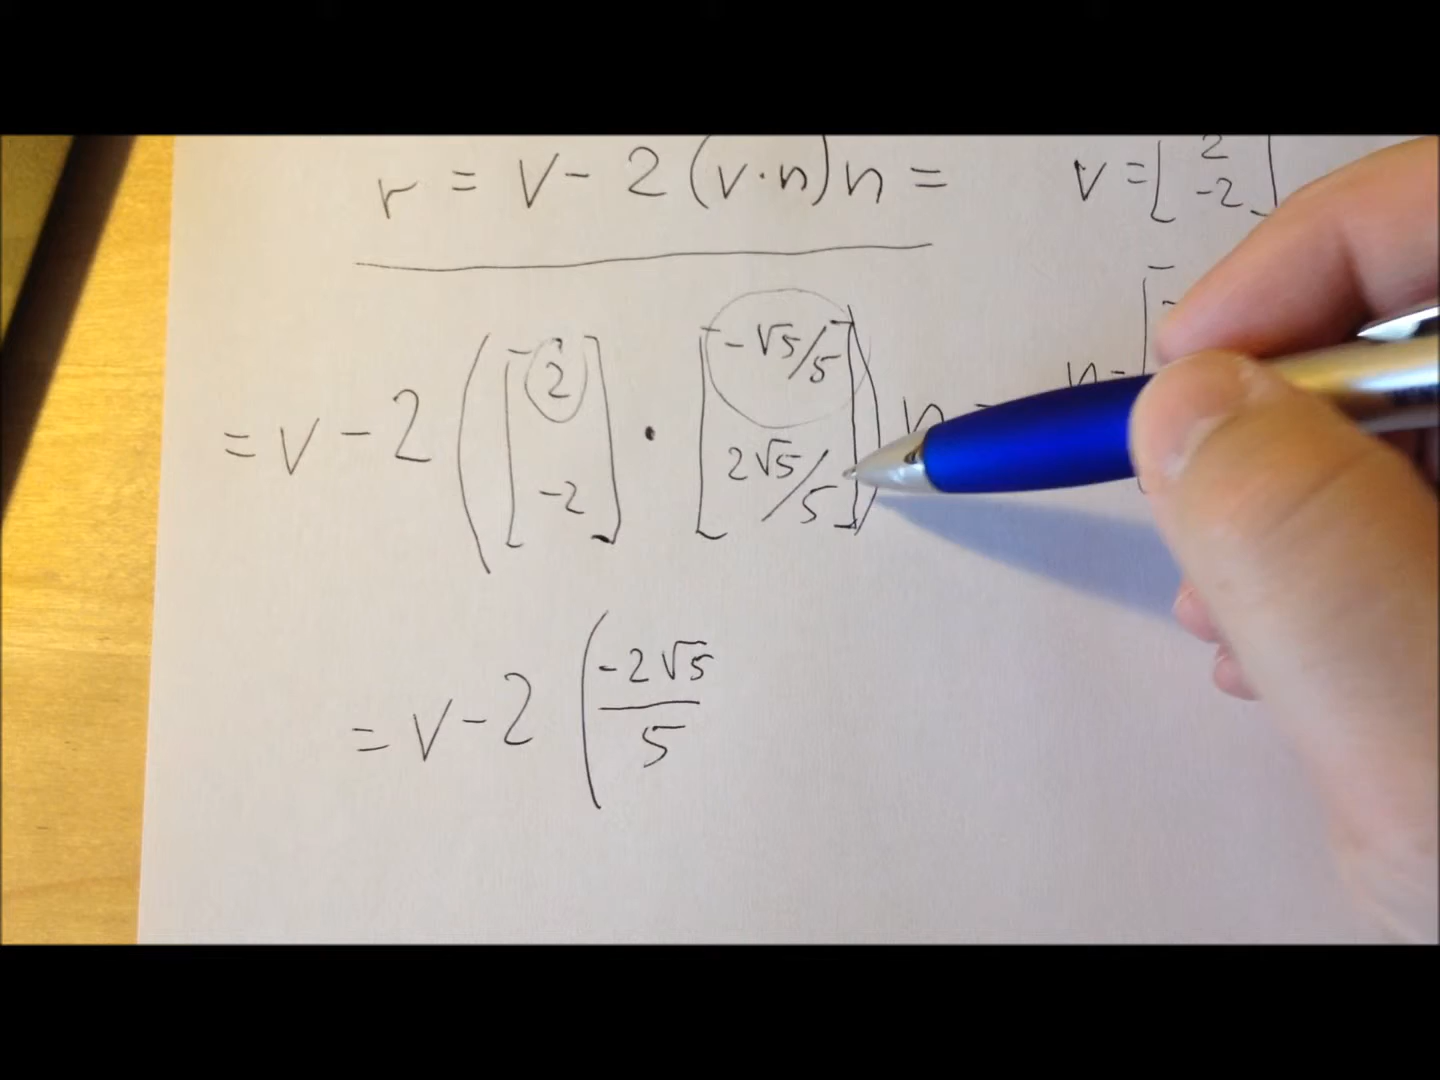 r = v - 2 (v · n) n =
v = [ 2 -2 ]
= v - 2 ( [ 2 -2 ] · [ -√5/5 2√5/5 ] ) n =
n =
= v - 2 ( -2√5 / 5